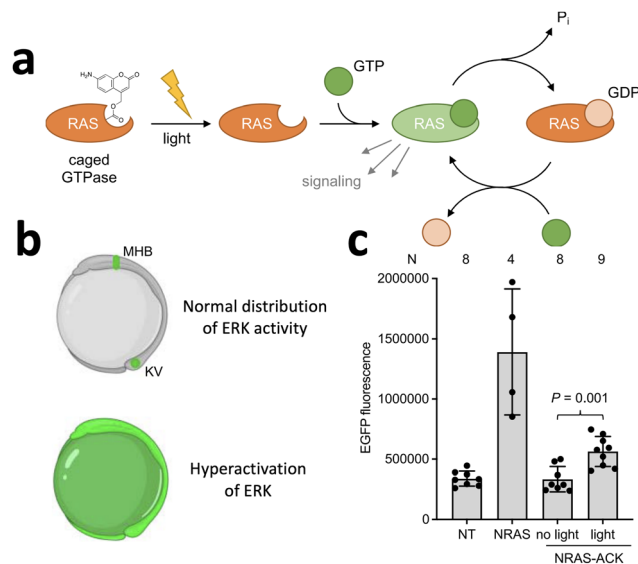 a
H2N
O
O
O
O
RAS
caged
GTPase
light
RAS
GTP
RAS
signaling
Pi
GDP
RAS
b
MHB
KV
Normal distribution
of ERK activity
Hyperactivation
of ERK
c
N 8 4 8 9
EGFP fluorescence
2000000
1500000
1000000
500000
0
P = 0.001
NT NRAS no light light
NRAS-ACK